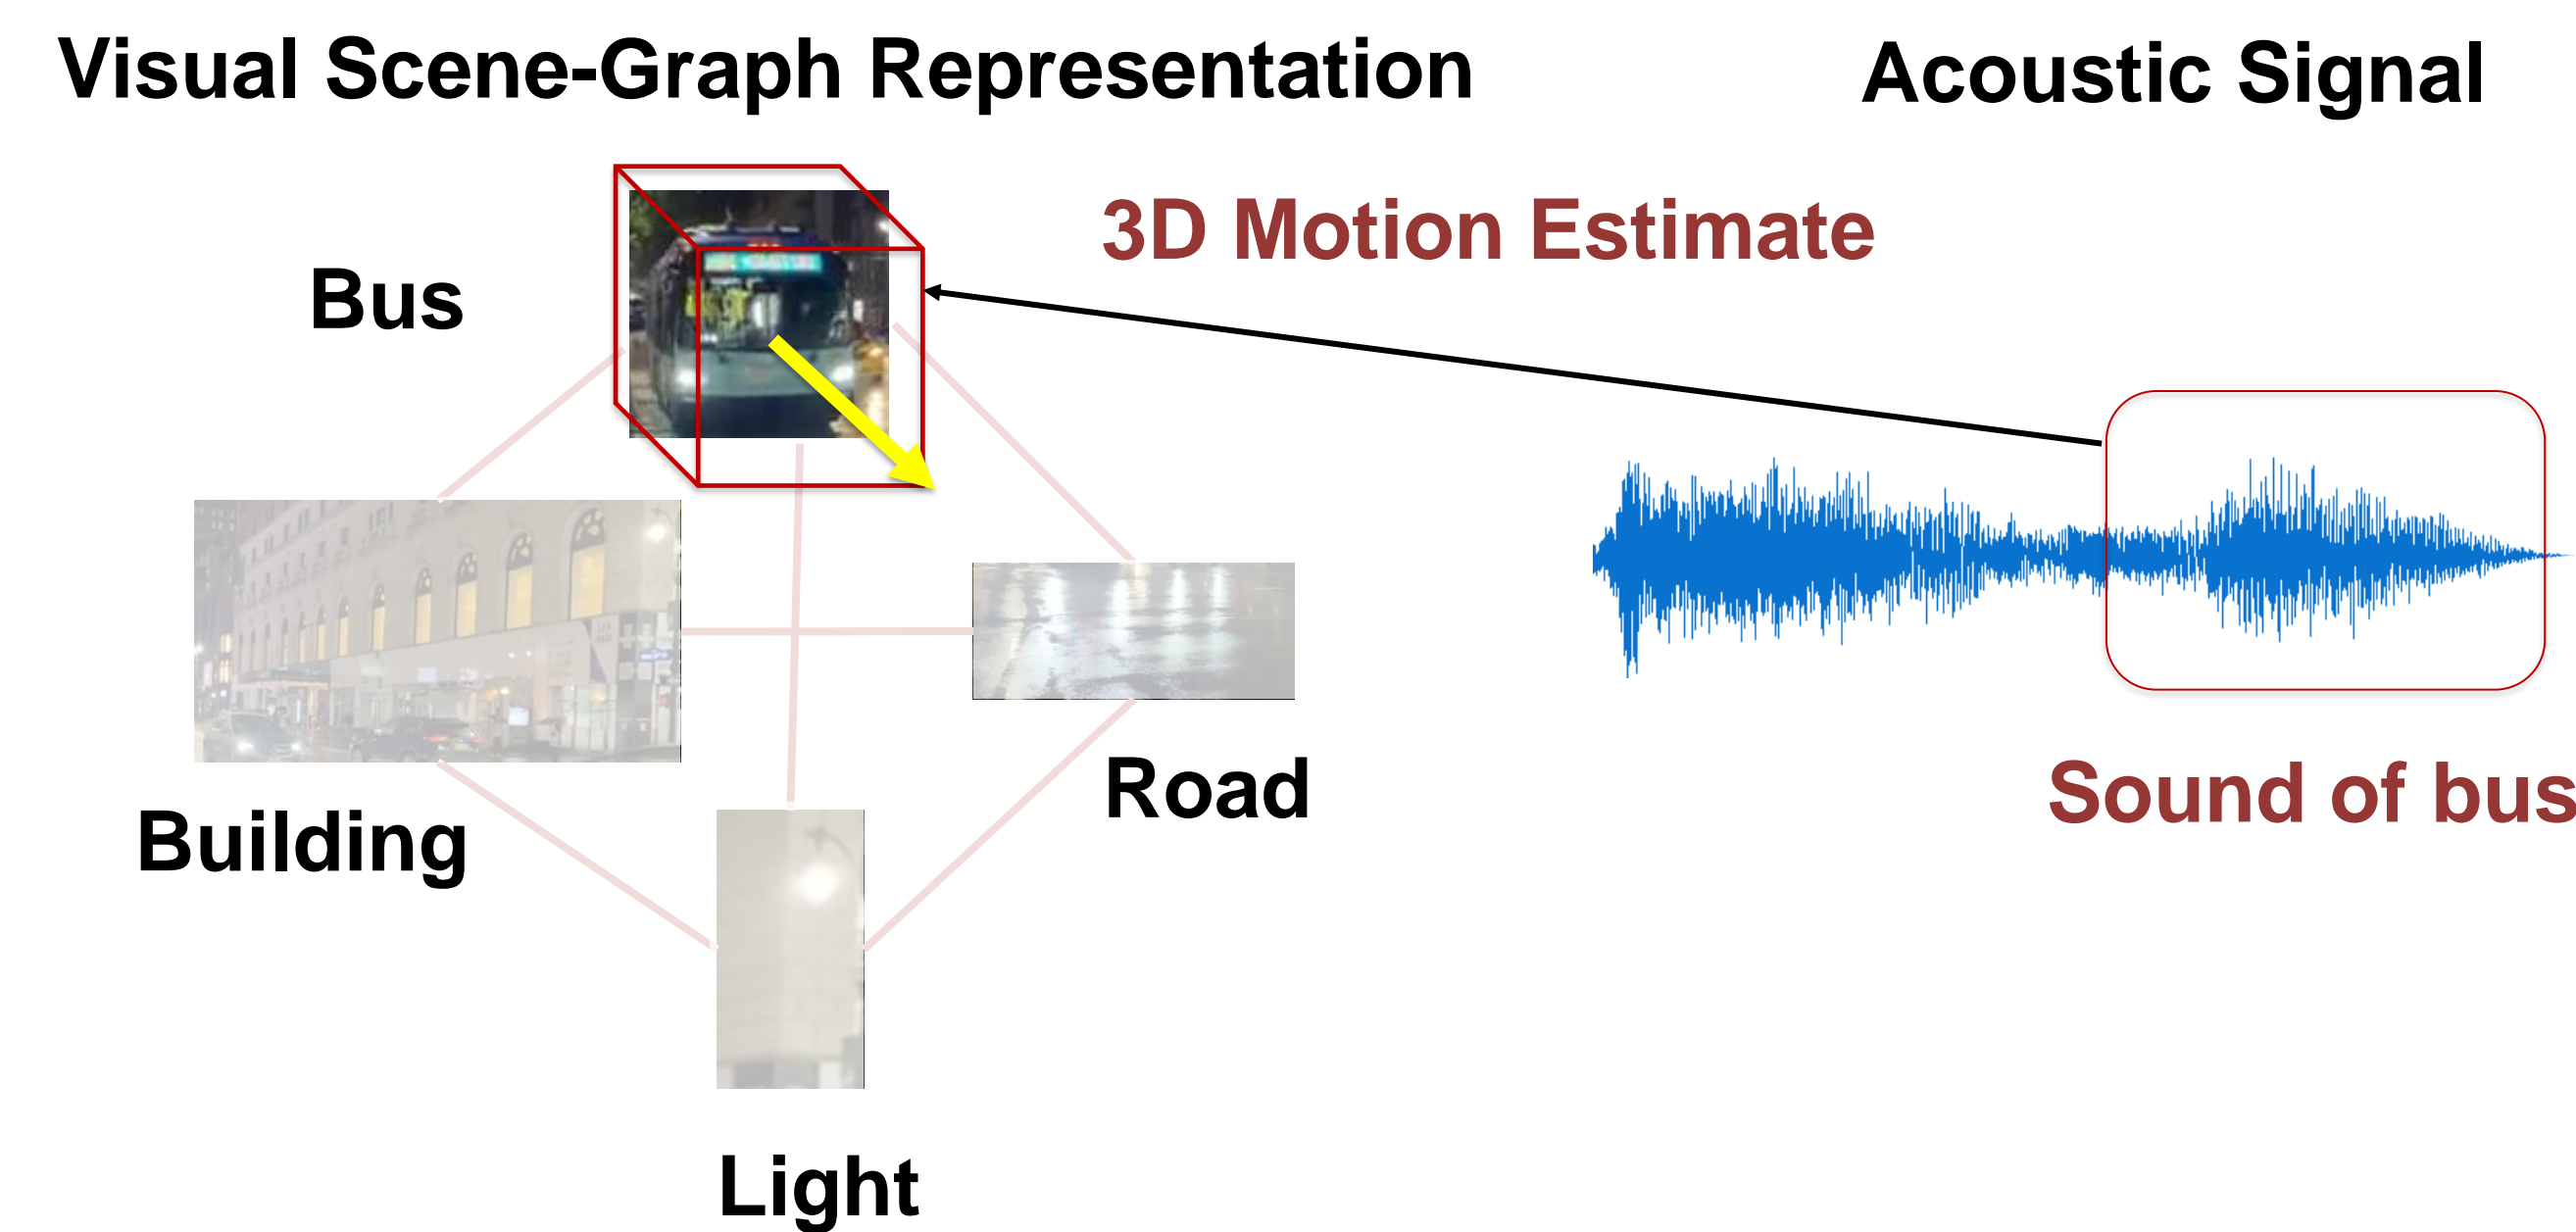 Visual Scene-Graph Representation
Acoustic Signal
3D Motion Estimate
Bus
Road
Sound of bus
Building
Light